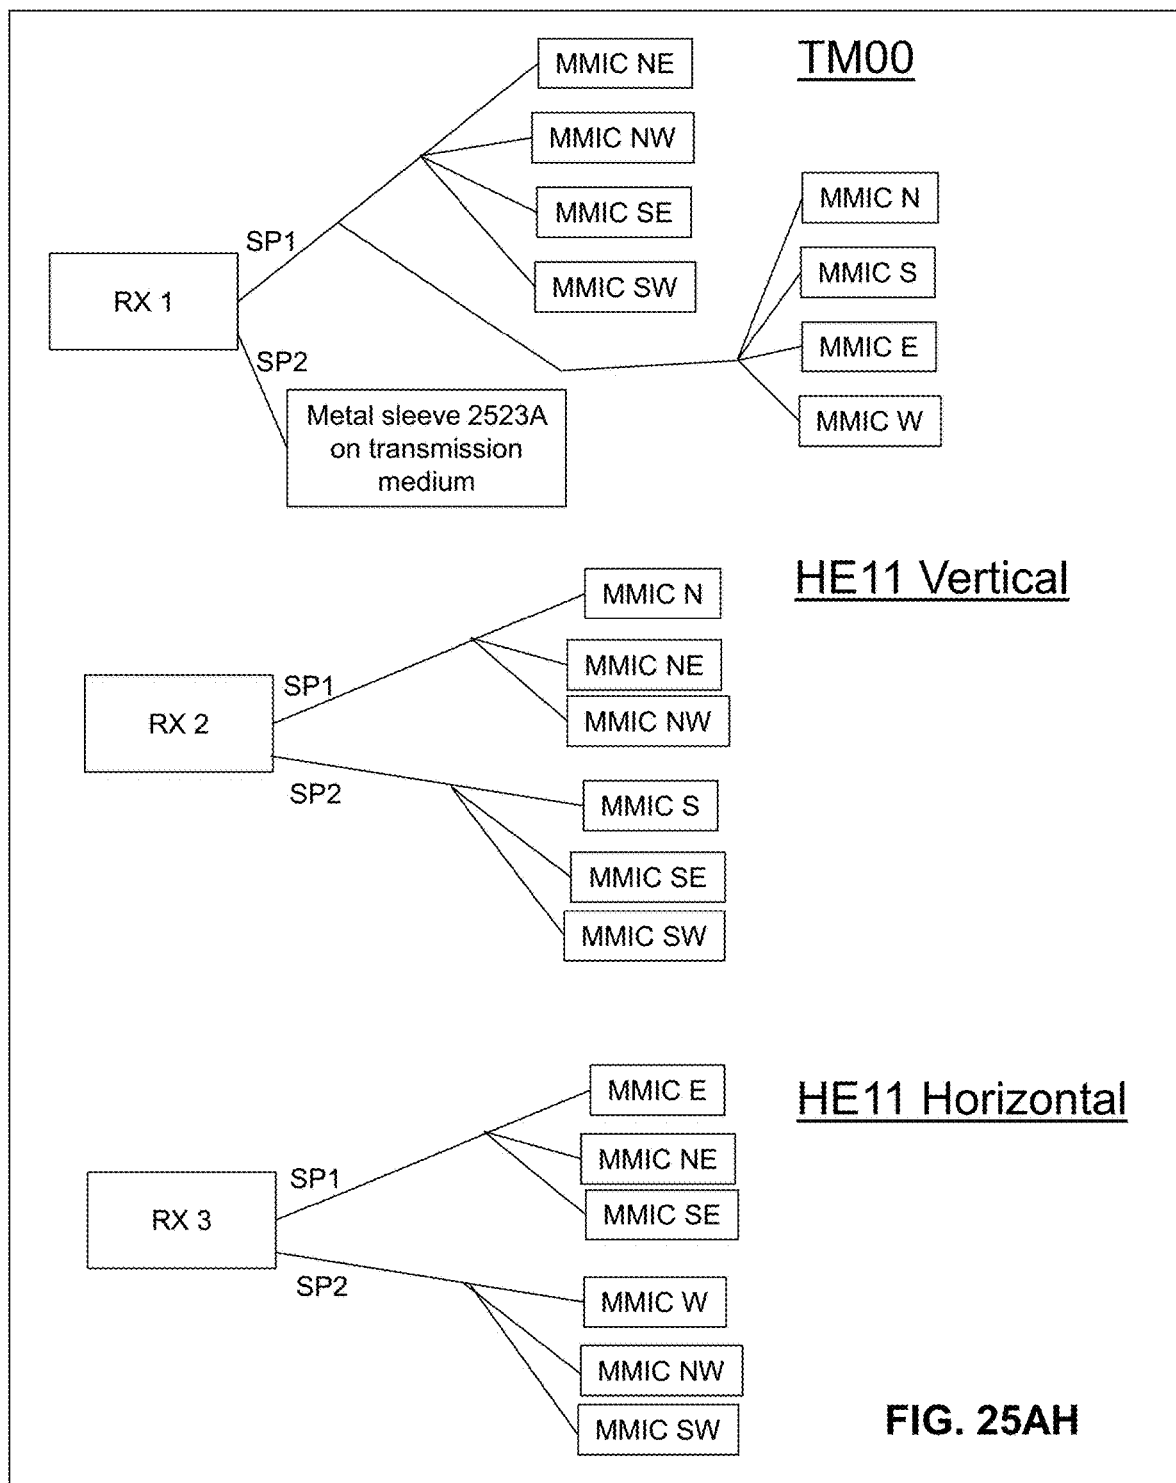 TM00
MMIC NE
MMIC NW
MMIC SE
MMIC SW
MMIC N
MMIC S
MMIC E
MMIC W
SP1
RX 1
SP2
Metal sleeve 2523A
on transmission
medium
HE11 Vertical
MMIC N
MMIC NE
MMIC NW
SP1
RX 2
SP2
MMIC S
MMIC SE
MMIC SW
HE11 Horizontal
MMIC E
MMIC NE
MMIC SE
SP1
RX 3
SP2
MMIC W
MMIC NW
MMIC SW
FIG. 25AH